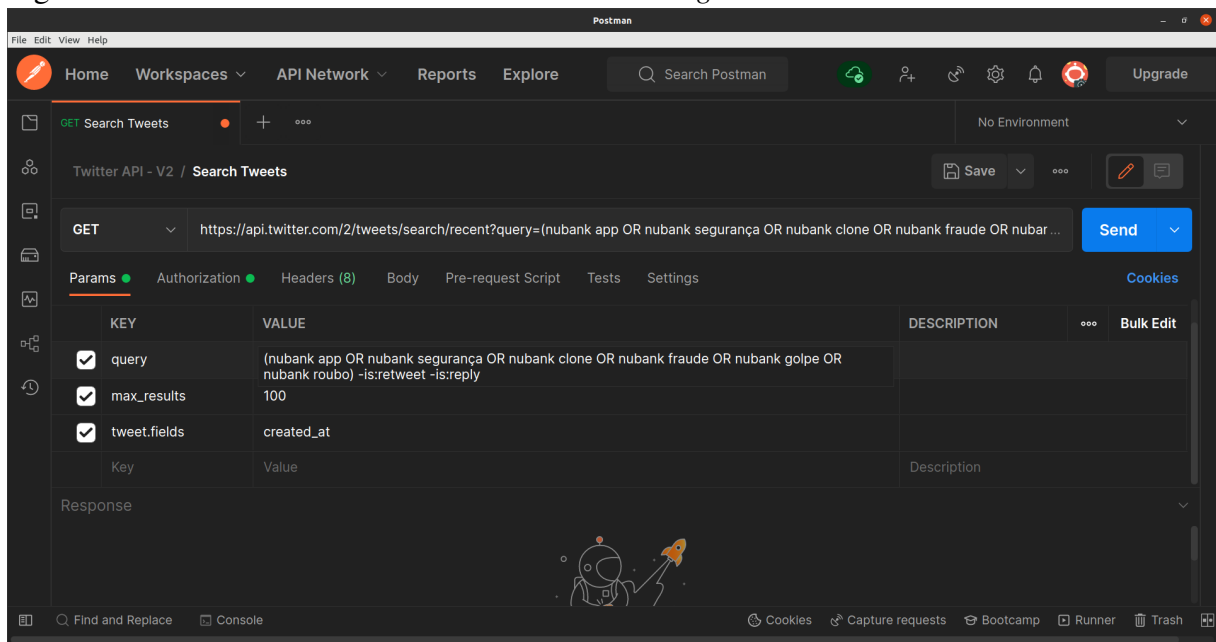 Postman
File Edit View Help
Home Workspaces API Network Reports Explore Search Postman Upgrade
GET Search Tweets No Environment
Twitter API - V2 / Search Tweets Save
GET https://api.twitter.com/2/tweets/search/recent?query=(nubank app OR nubank segurança OR nubank clone OR nubank fraude OR nubar... Send
Params Authorization Headers (8) Body Pre-request Script Tests Settings Cookies
KEY VALUE DESCRIPTION Bulk Edit
query (nubank app OR nubank segurança OR nubank clone OR nubank fraude OR nubank golpe OR
nubank roubo) -is:retweet -is:reply
max_results 100
tweet.fields created_at
Key Value Description
Response
Find and Replace Console Cookies Capture requests Bootcamp Runner Trash